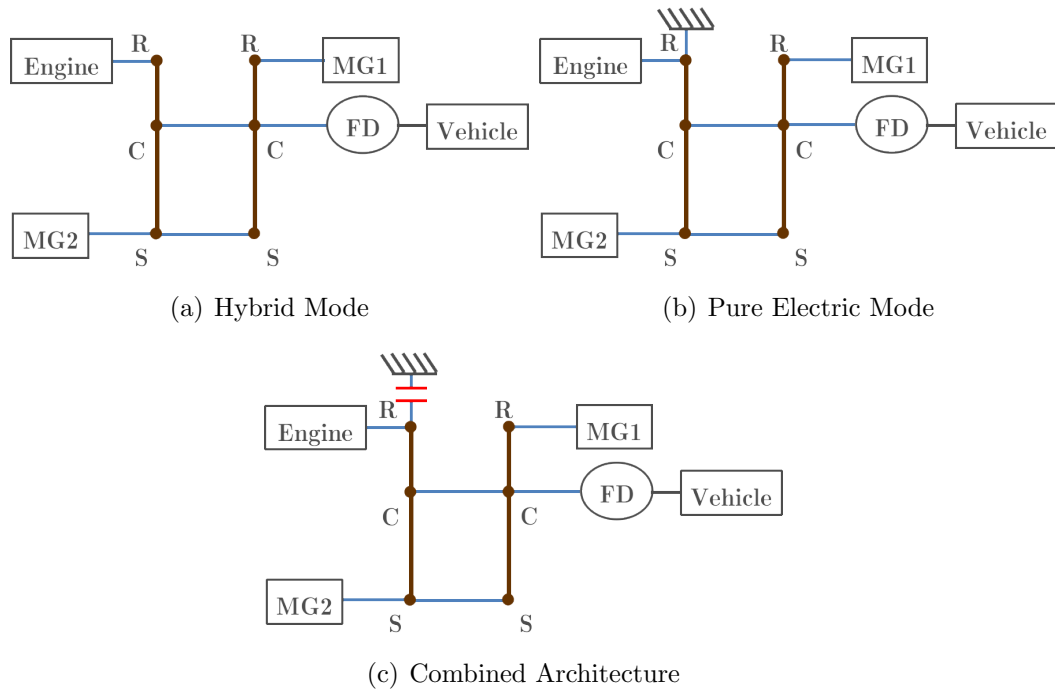 R R R R
Engine MG1 Engine MG1
FD Vehicle FD Vehicle
C C C C
MG2 MG2
S S S S
(a) Hybrid Mode (b) Pure Electric Mode
R R
Engine MG1
FD Vehicle
C C
MG2
S S
(c) Combined Architecture